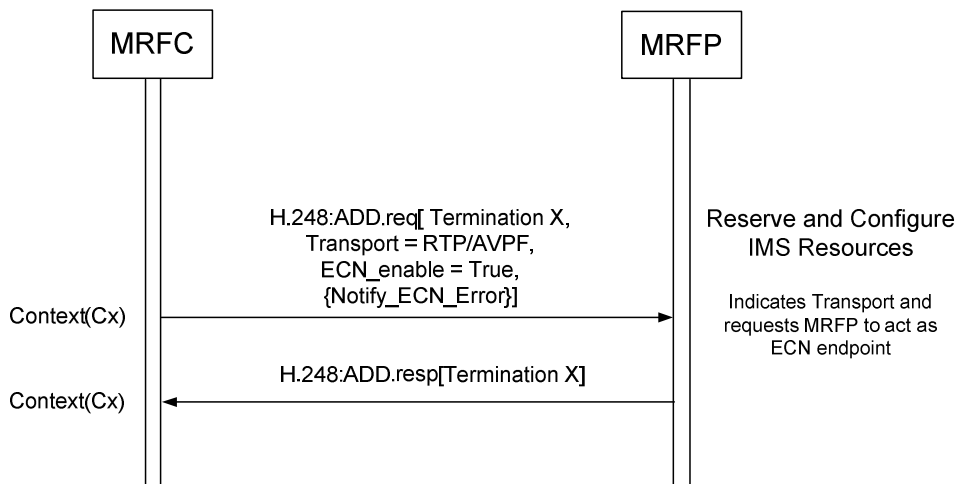 MRFC
MRFP
H.248:ADD.req[ Termination X,
Transport = RTP/AVPF,
ECN_enable = True,
{Notify_ECN_Error}]
Reserve and Configure
IMS Resources
Context(Cx)
Indicates Transport and
requests MRFP to act as
ECN endpoint
H.248:ADD.resp[Termination X]
Context(Cx)